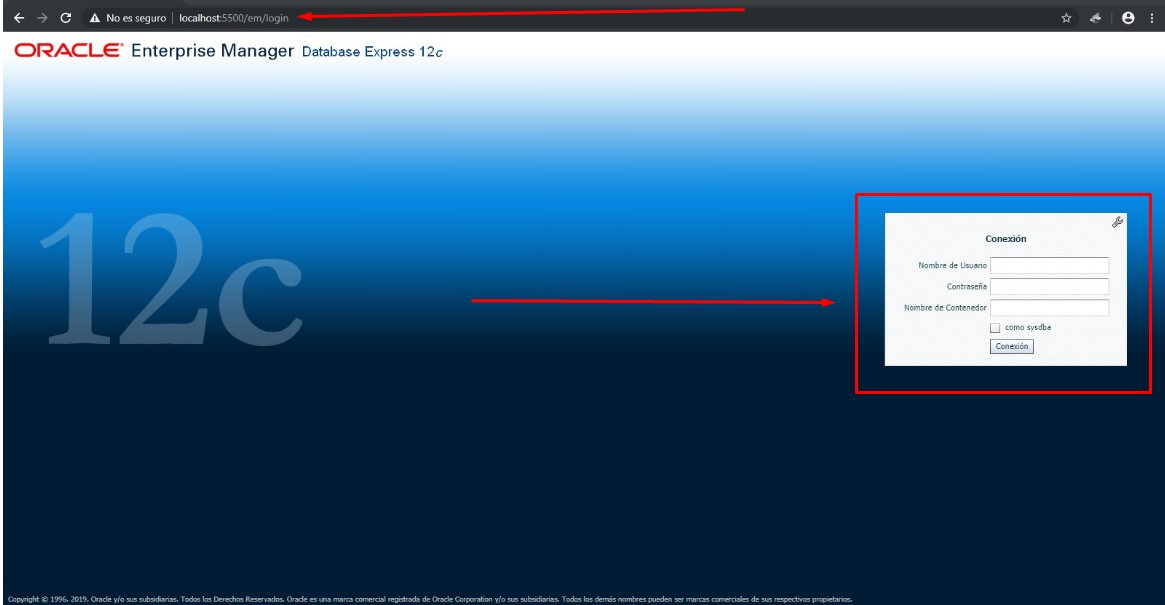 No es seguro | localhost:5500/em/login
ORACLE® Enterprise Manager Database Express 12c
12c
Conexión
Nombre de Usuario
Contraseña
Nombre de Contenedor
como sysdba
Conexión
Copyright © 1996, 2019, Oracle y/o sus subsidiarias. Todos los Derechos Reservados. Oracle es una marca comercial registrada de Oracle Corporation y/o sus subsidiarias. Todos los demás nombres pueden ser marcas comerciales de sus respectivos propietarios.